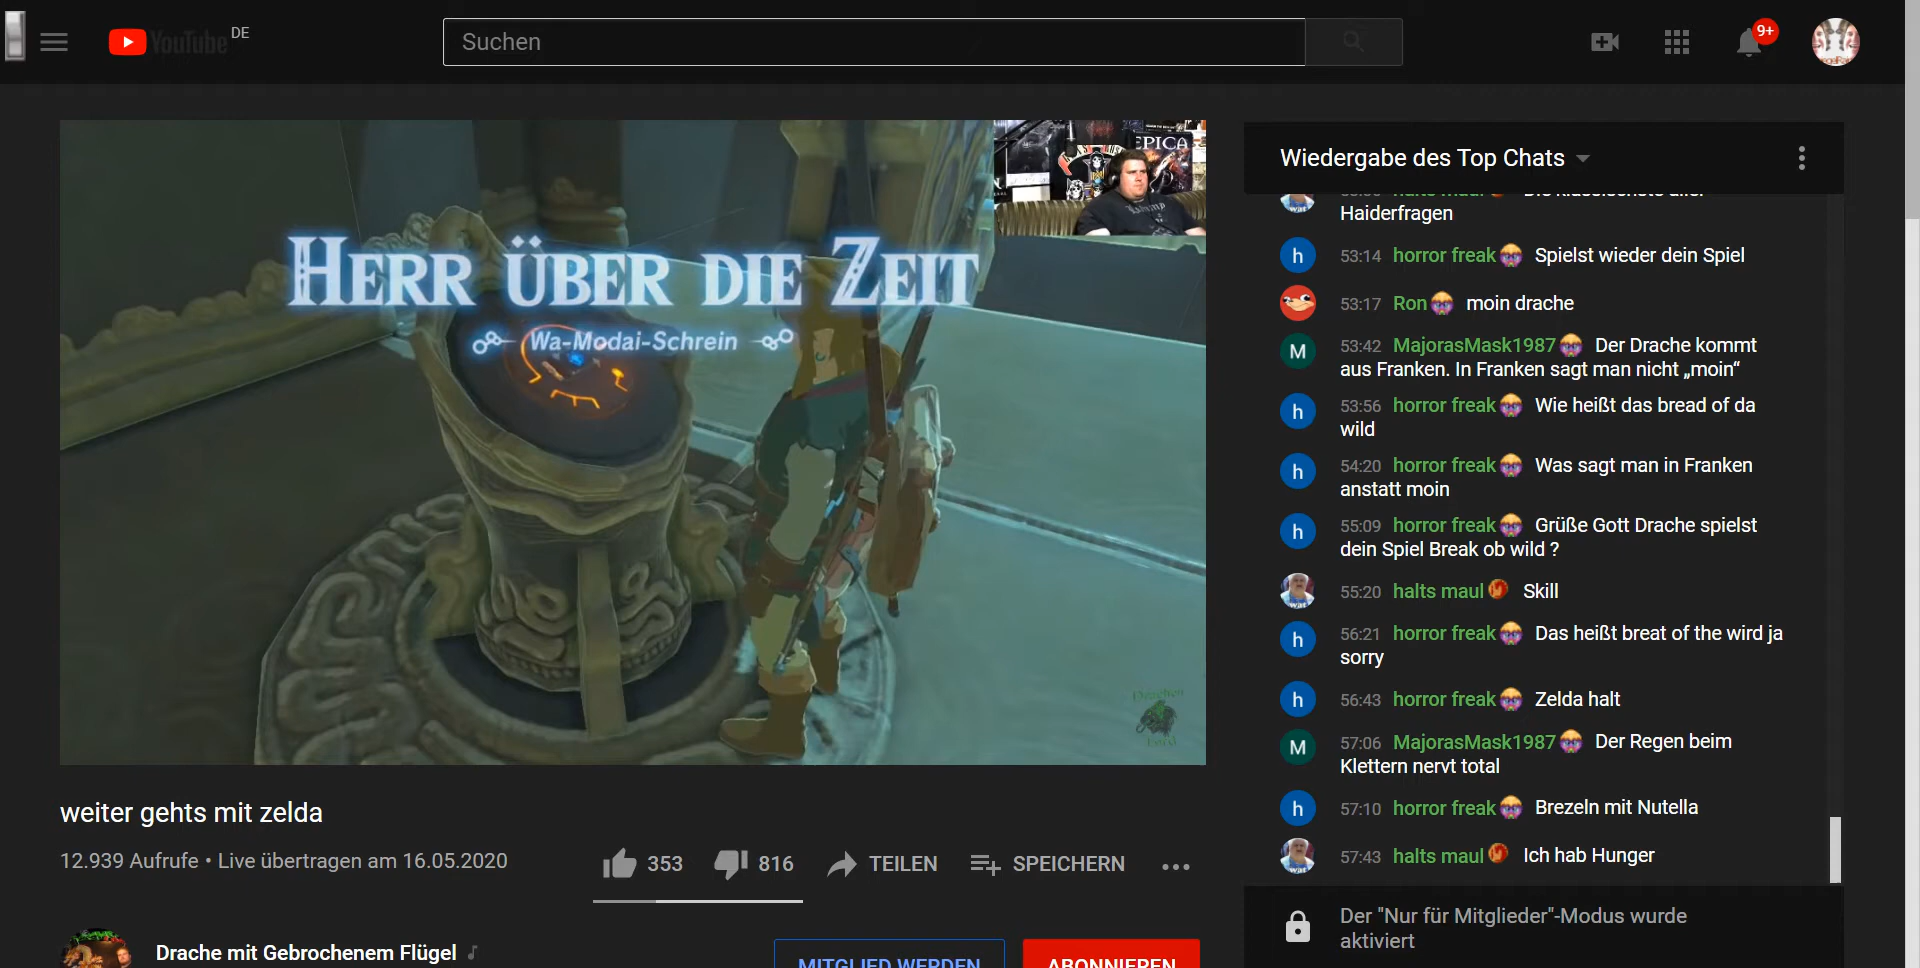 YouTube DE
Suchen
9+
EPICA
HERR ÜBER DIE ZEIT
Wa-Modai-Schrein
weiter gehts mit zelda
12.939 Aufrufe • Live übertragen am 16.05.2020
353
816
TEILEN
SPEICHERN
Drache mit Gebrochenem Flügel
MITGLIED WERDEN
ABONNIEREN
Wiedergabe des Top Chats
Haiderfragen
53:14 horror freak Spielst wieder dein Spiel
53:17 Ron moin drache
53:42 MajorasMask1987 Der Drache kommt
aus Franken. In Franken sagt man nicht „moin“
53:56 horror freak Wie heißt das bread of da
wild
54:20 horror freak Was sagt man in Franken
anstatt moin
55:09 horror freak Grüße Gott Drache spielst
dein Spiel Break ob wild ?
55:20 halts maul Skill
56:21 horror freak Das heißt breat of the wird ja
sorry
56:43 horror freak Zelda halt
57:06 MajorasMask1987 Der Regen beim
Klettern nervt total
57:10 horror freak Brezeln mit Nutella
57:43 halts maul Ich hab Hunger
Der "Nur für Mitglieder"-Modus wurde
aktiviert